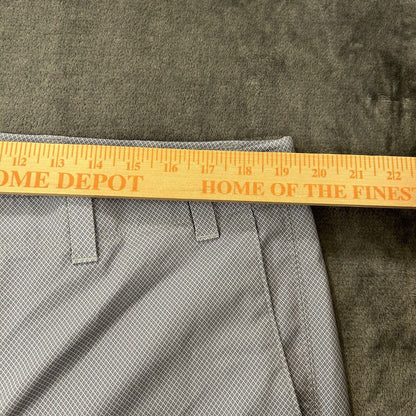 12 13 14 15 16 17 18 19 20 21 22
OME DEPOT HOME OF THE FINES